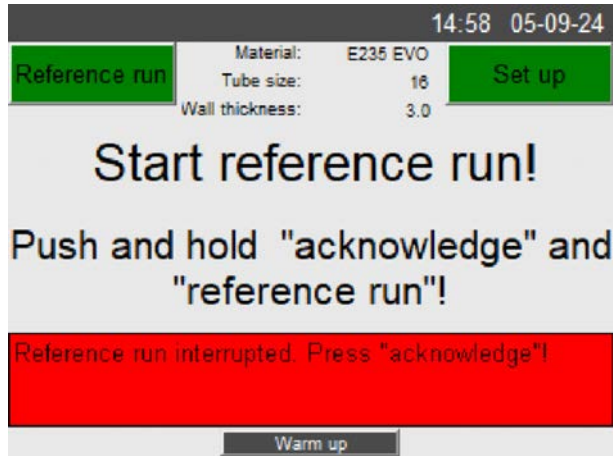 14:58 05-09-24
Reference run
Material: E235 EVO
Tube size: 16
Wall thickness: 3.0
Set up
Start reference run!
Push and hold "acknowledge" and
"reference run"!
Reference run interrupted. Press "acknowledge"!
Warm up